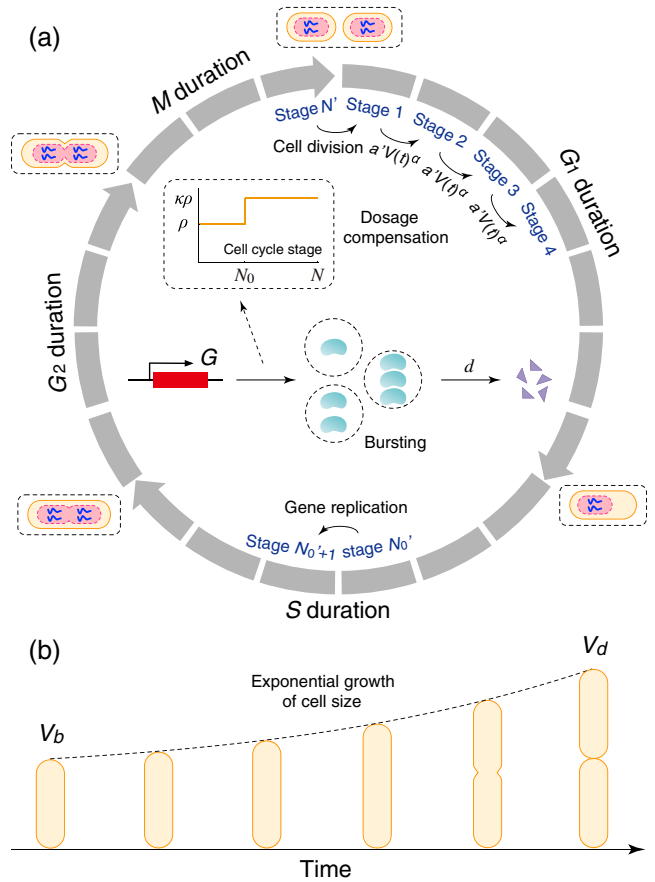 (a)
M duration
Stage N' Stage 1
Stage 2
Stage 3
Stage 4
Cell division
a'V(t)^α
a'V(t)^α
a'V(t)^α
G1 duration
κρ
ρ
Cell cycle stage
N0
N
Dosage
compensation
G2 duration
G
d
Bursting
Gene replication
Stage N0'+1 stage N0'
S duration
(b)
Vb
Exponential growth
of cell size
Vd
Time